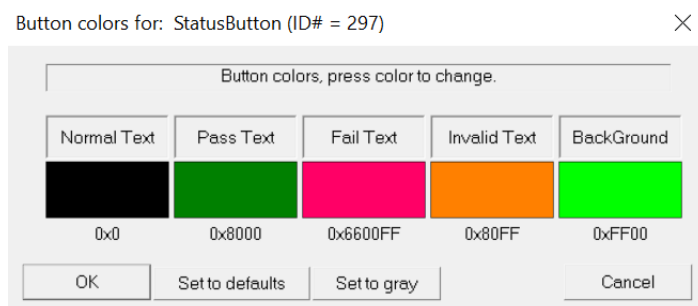 Button colors for:  StatusButton (ID# = 297)
Button colors, press color to change.
Normal Text Pass Text Fail Text Invalid Text BackGround
0x0 0x8000 0x6600FF 0x80FF 0xFF00
OK Set to defaults Set to gray Cancel